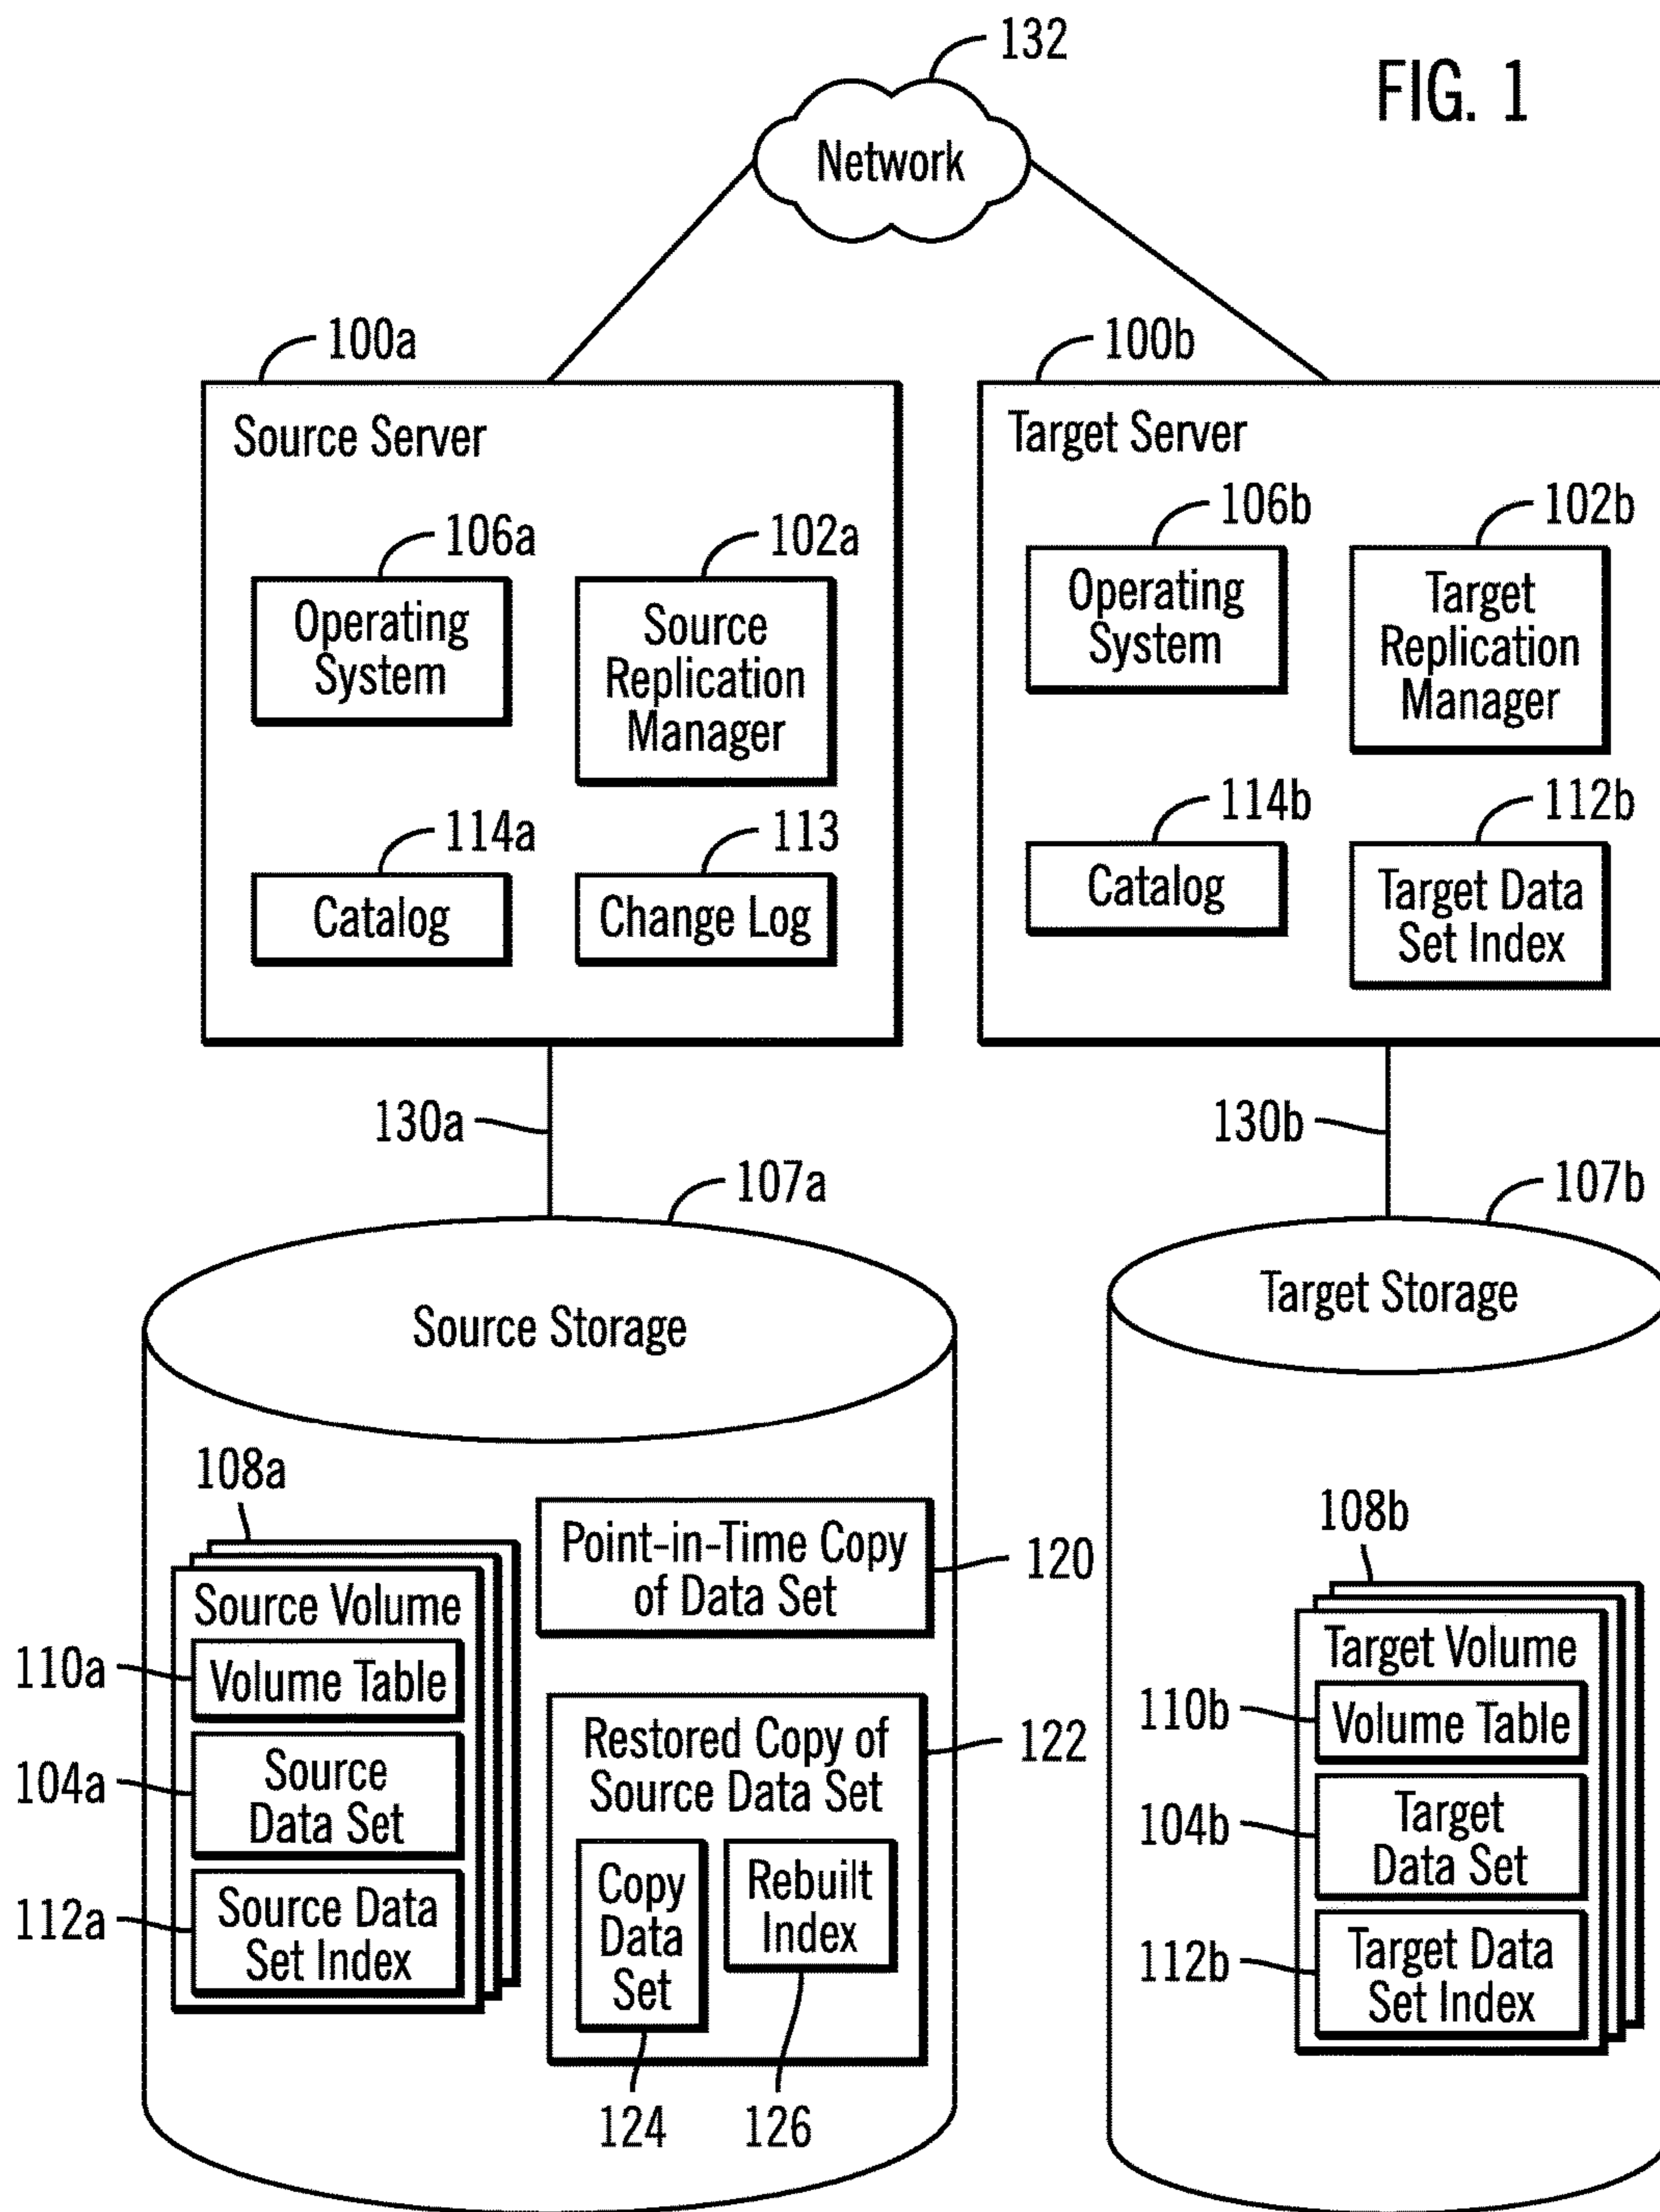 132
FIG. 1
Network
100a
100b
Source Server
Target Server
106a
102a
106b
102b
Operating
System
Source
Replication
Manager
Operating
System
Target
Replication
Manager
114a
113
114b
112b
Catalog
Change Log
Catalog
Target Data
Set Index
130a
130b
107a
107b
Source Storage
Target Storage
108a
Source Volume
110a
Volume Table
104a
Source
Data Set
112a
Source Data
Set Index
Point-in-Time Copy
of Data Set
120
Restored Copy of
Source Data Set
122
Copy
Data
Set
Rebuilt
Index
124
126
108b
Target Volume
110b
Volume Table
104b
Target
Data Set
112b
Target Data
Set Index